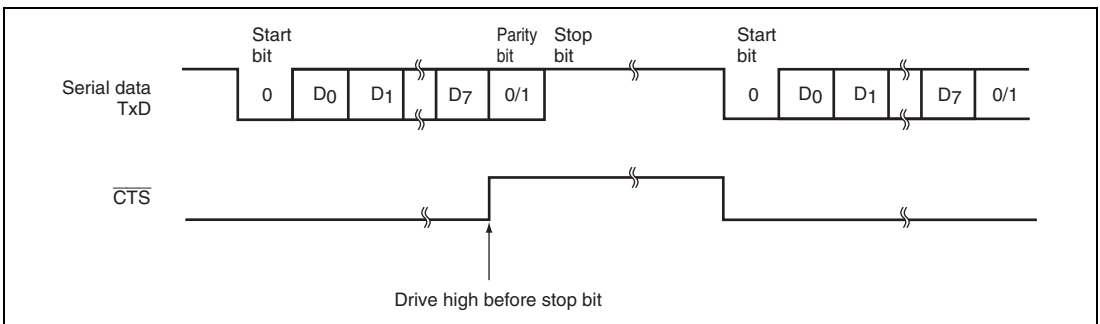 Start bit
Parity bit
Stop bit
Start bit
Serial data TxD
0
D0
D1
D7
0/1
0
D0
D1
D7
0/1
CTS
Drive high before stop bit